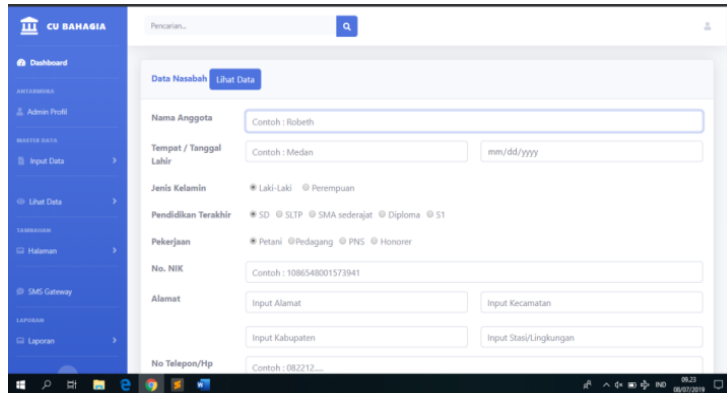 CU BAHAGIA
Pencarian...
Dashboard
Data Nasabah Lihat Data
ANTARMUKA
Admin Profil
Nama Anggota Contoh : Robeth
MASTER DATA
Tempat / Tanggal Lahir Contoh : Medan mm/dd/yyyy
Input Data
Jenis Kelamin Laki-Laki Perempuan
Lihat Data
Pendidikan Terakhir SD SLTP SMA sederajat Diploma S1
TAMBAHAN
Pekerjaan Petani Pedagang PNS Honorer
Halaman
No. NIK Contoh : 1086548001573941
SMS Gateway
Alamat Input Alamat Input Kecamatan
LAPORAN
Laporan
Input Kabupaten Input Stasi/Lingkungan
No Telepon/Hp Contoh : 082212....
IND
09.23
08/07/2019